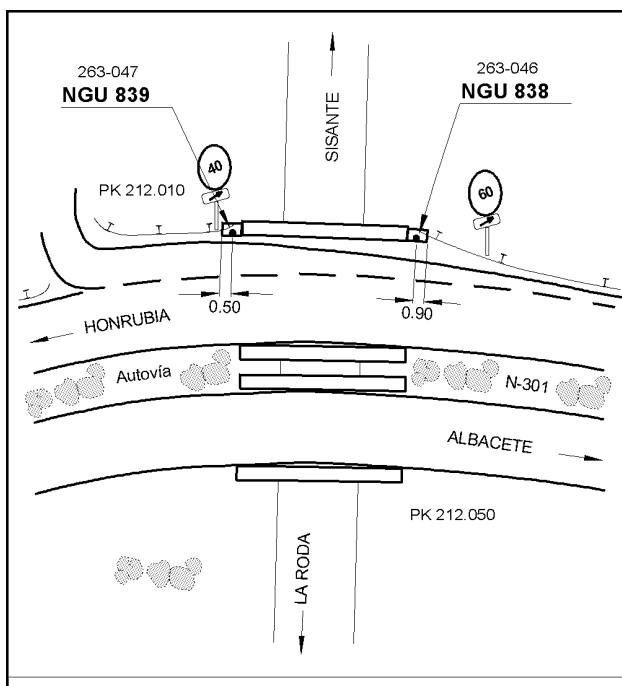 263-047
NGU 839
263-046
NGU 838
SISANTE
40
60
PK 212.010
0.50
0.90
HONRUBIA
Autovía
N-301
ALBACETE
PK 212.050
LA RODA